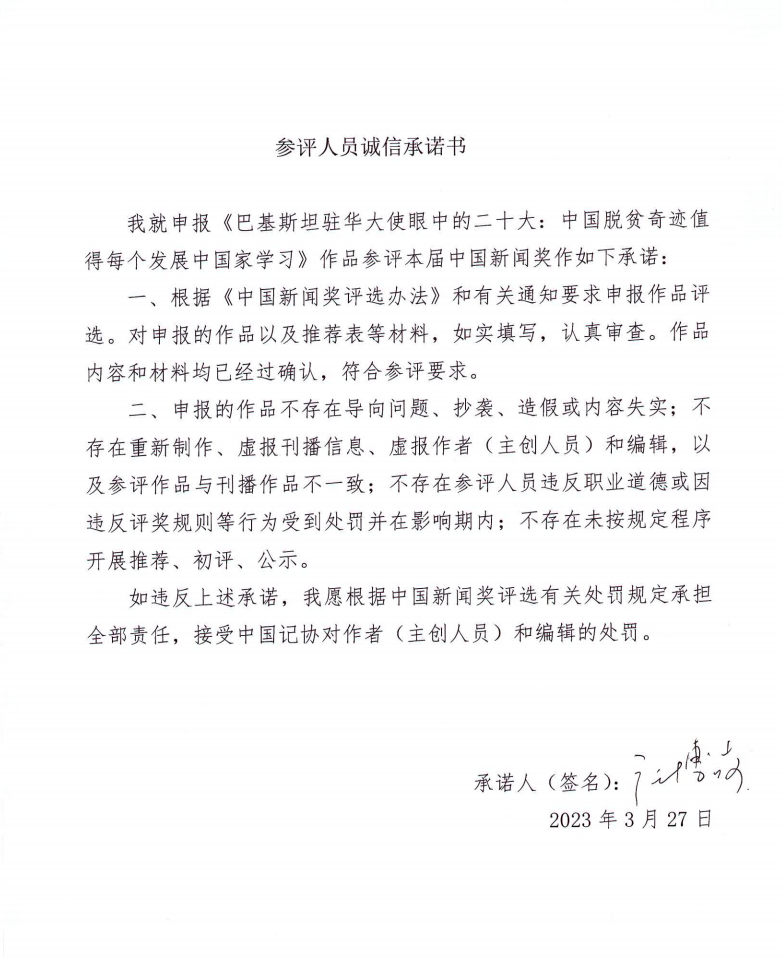 参评人员诚信承诺书
我就申报《巴基斯坦驻华大使眼中的二十大：中国脱贫奇迹值
得每个发展中国家学习》作品参评本届中国新闻奖作如下承诺：
一、根据《中国新闻奖评选办法》和有关通知要求申报作品评
选。对申报的作品以及推荐表等材料，如实填写，认真审查。作品
内容和材料均已经过确认，符合参评要求。
二、申报的作品不存在导向问题、抄袭、造假或内容失实；不
存在重新制作、虚报刊播信息、虚报作者（主创人员）和编辑，以
及参评作品与刊播作品不一致；不存在参评人员违反职业道德或因
违反评奖规则等行为受到处罚并在影响期内；不存在未按规定程序
开展推荐、初评、公示。
如违反上述承诺，我愿根据中国新闻奖评选有关处罚规定承担
全部责任，接受中国记协对作者（主创人员）和编辑的处罚。
承诺人（签名）：
2023 年 3 月 27 日